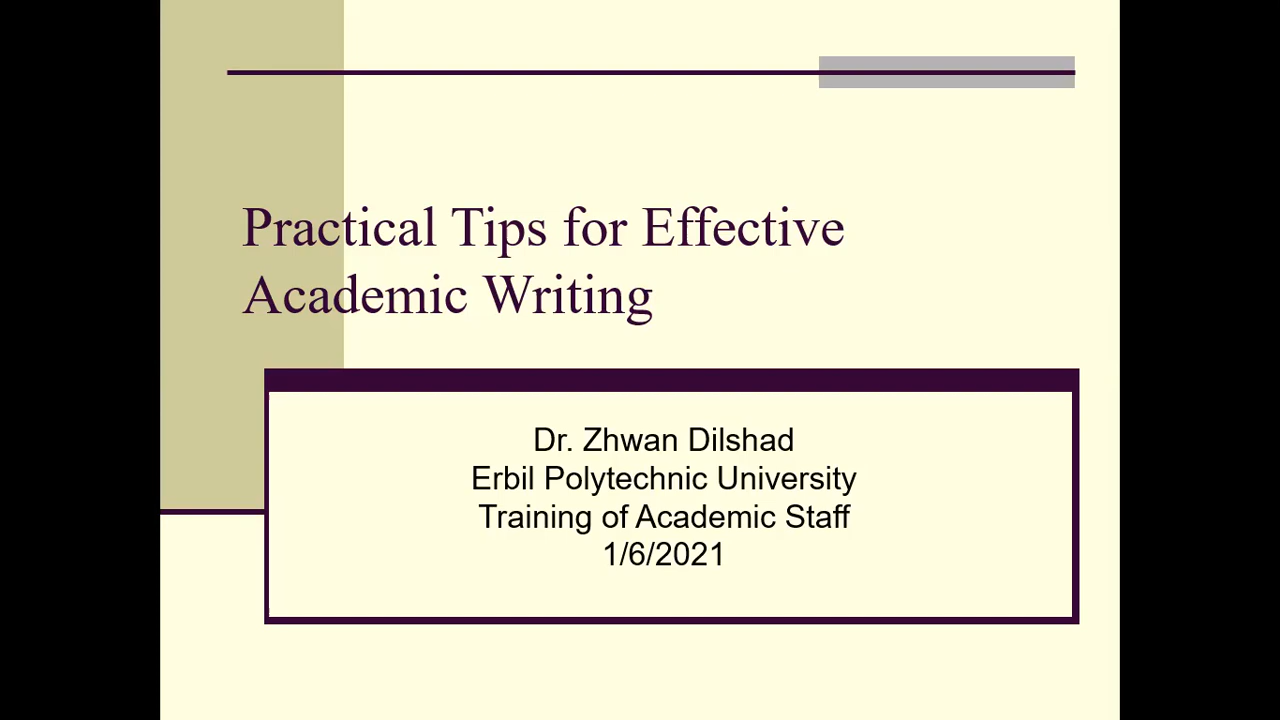 Practical Tips for Effective
Academic Writing
Dr. Zhwan Dilshad
Erbil Polytechnic University
Training of Academic Staff
1/6/2021